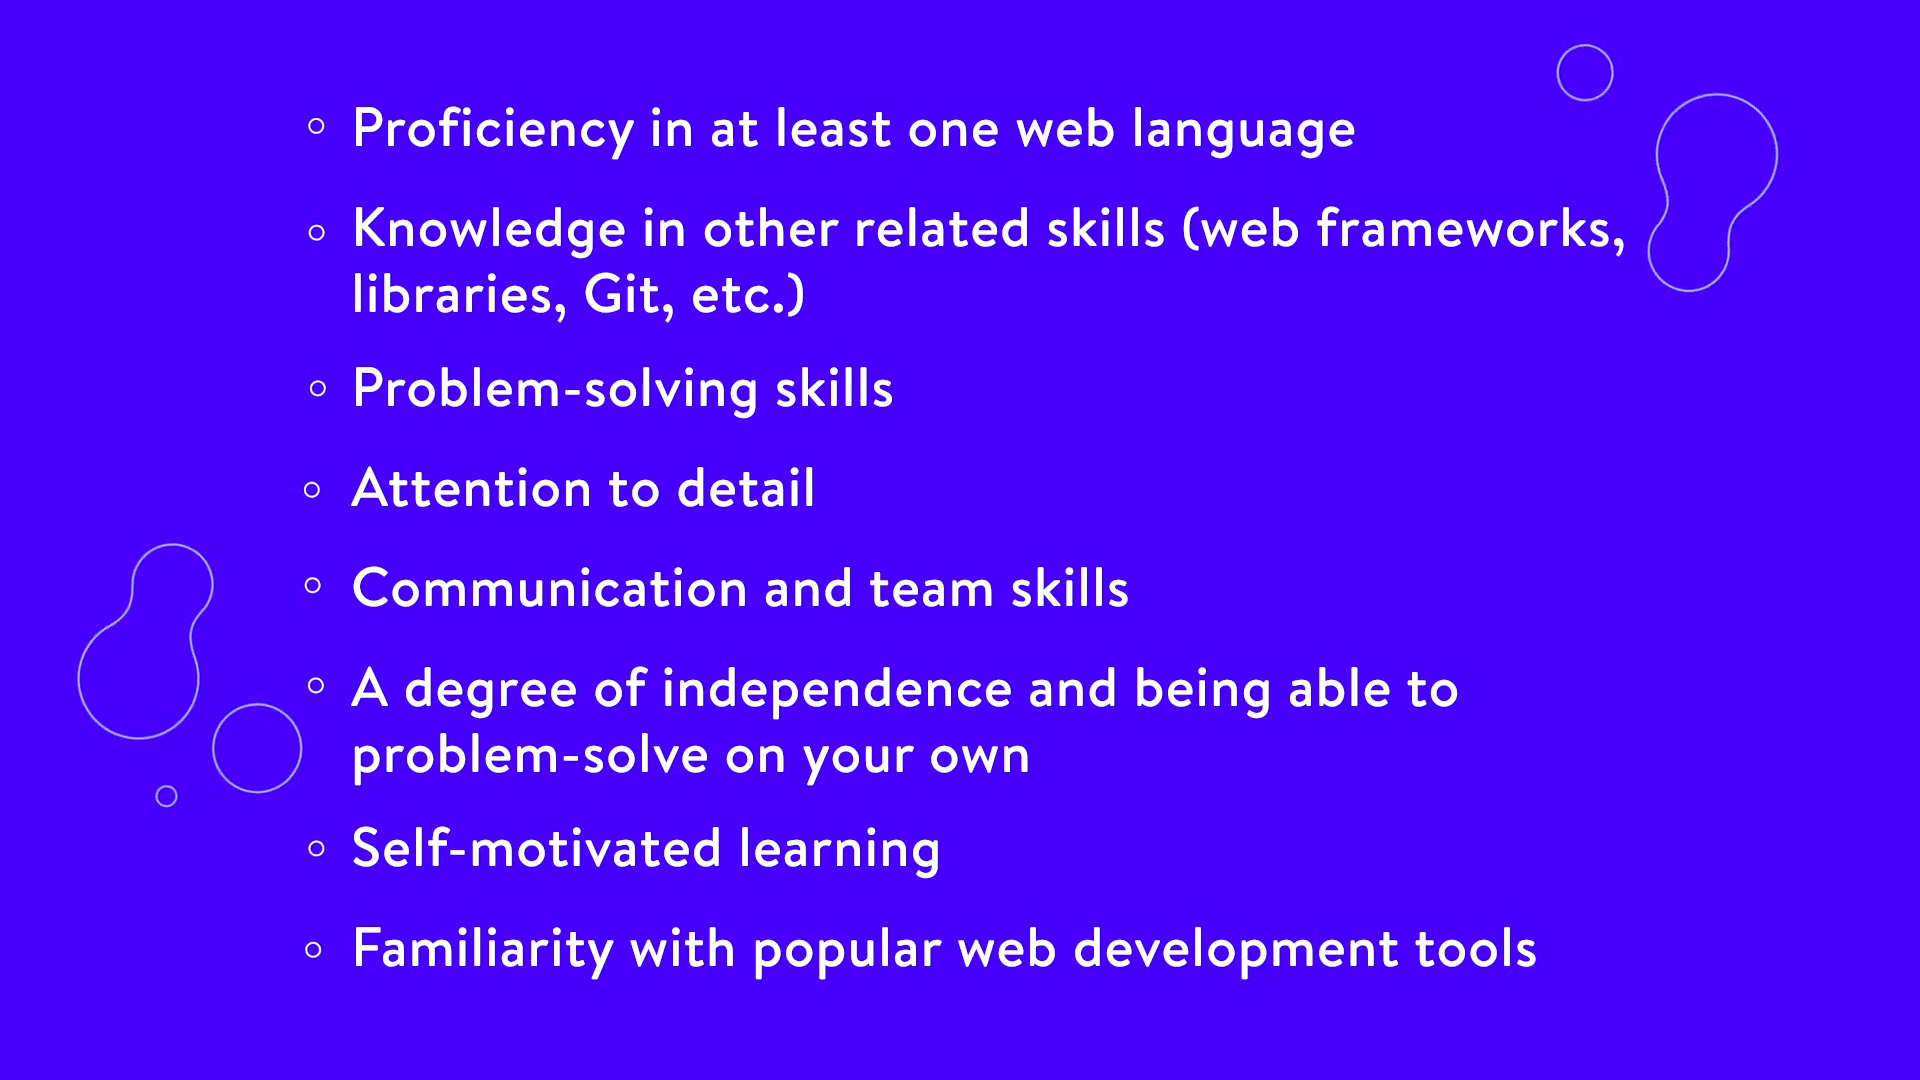 Proficiency in at least one web language
Knowledge in other related skills (web frameworks,
libraries, Git, etc.)
Problem-solving skills
Attention to detail
Communication and team skills
A degree of independence and being able to
problem-solve on your own
Self-motivated learning
Familiarity with popular web development tools